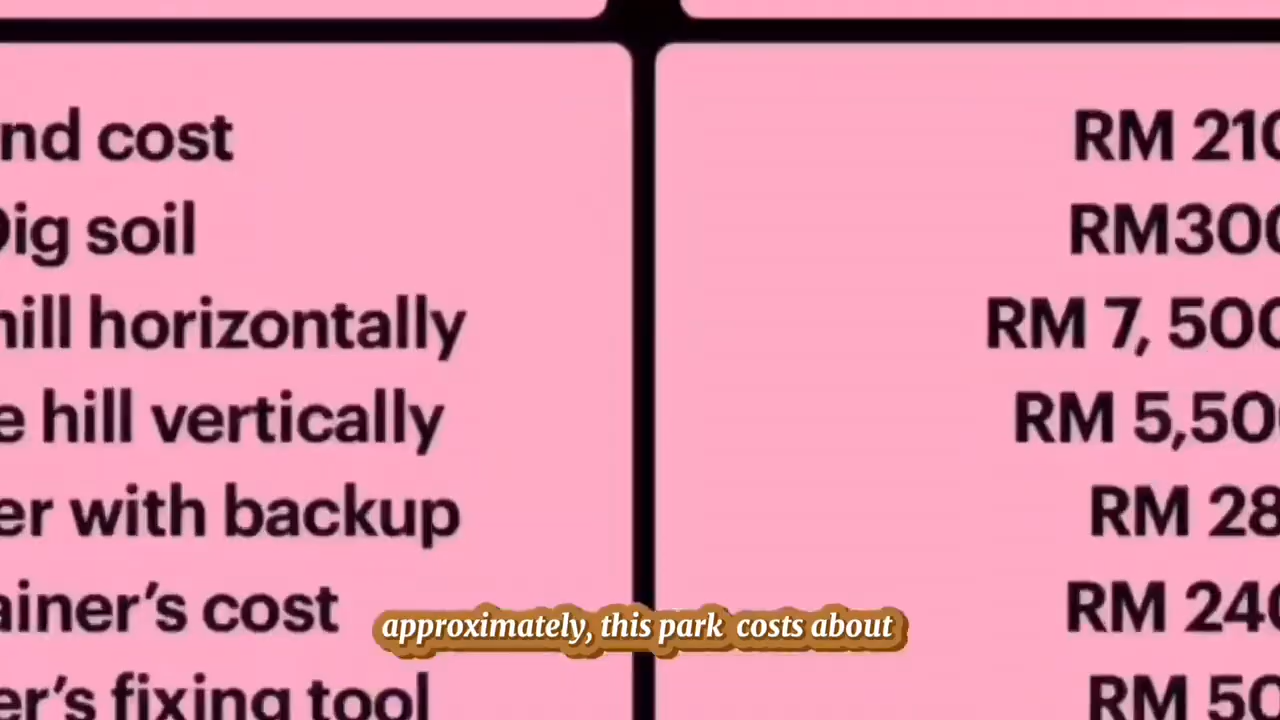 nd cost RM 210
Dig soil RM300
hill horizontally RM 7, 500
e hill vertically RM 5,500
er with backup RM 28
ainer's cost RM 240
approximately, this park costs about
er's fixing tool RM 50